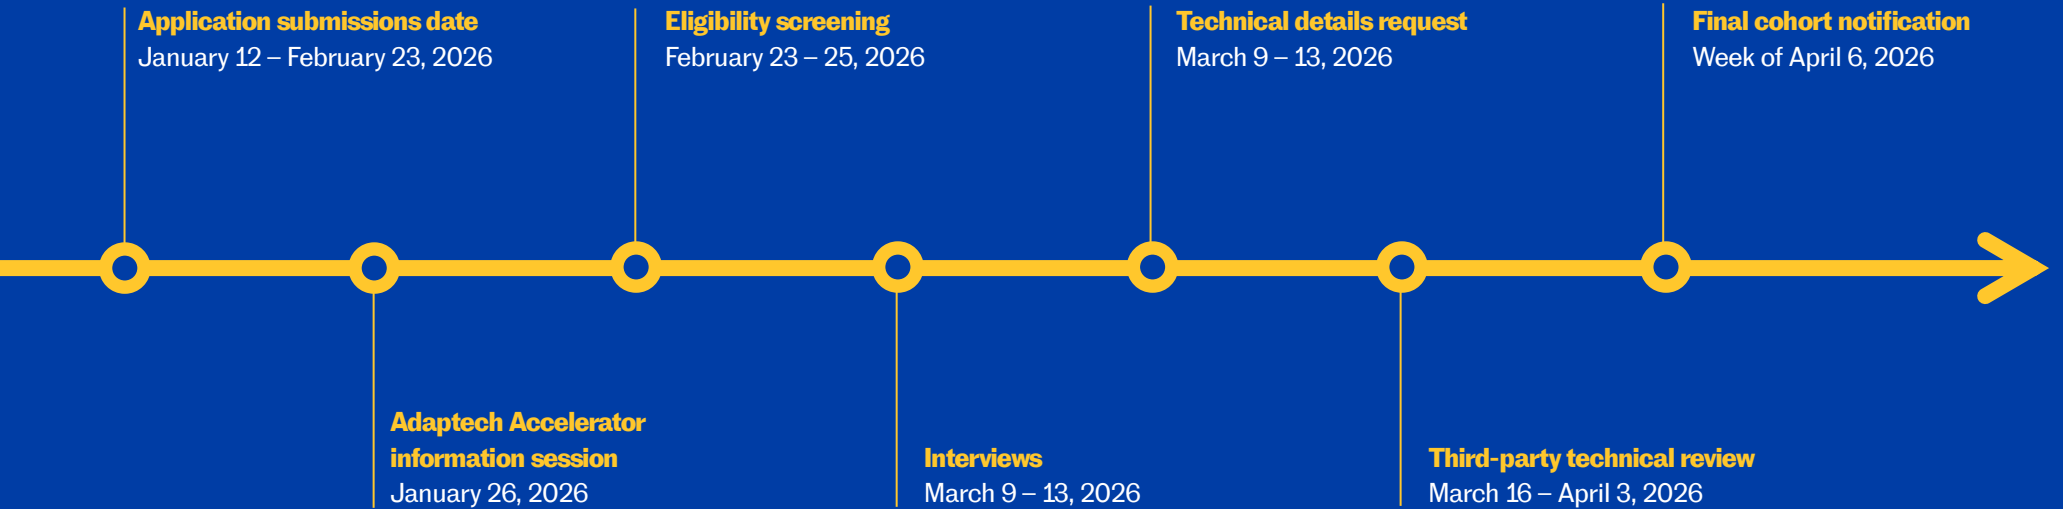 Application submissions date
January 12 – February 23, 2026
Adaptech Accelerator
information session
January 26, 2026
Eligibility screening
February 23 – 25, 2026
Interviews
March 9 – 13, 2026
Technical details request
March 9 – 13, 2026
Third-party technical review
March 16 – April 3, 2026
Final cohort notification
Week of April 6, 2026